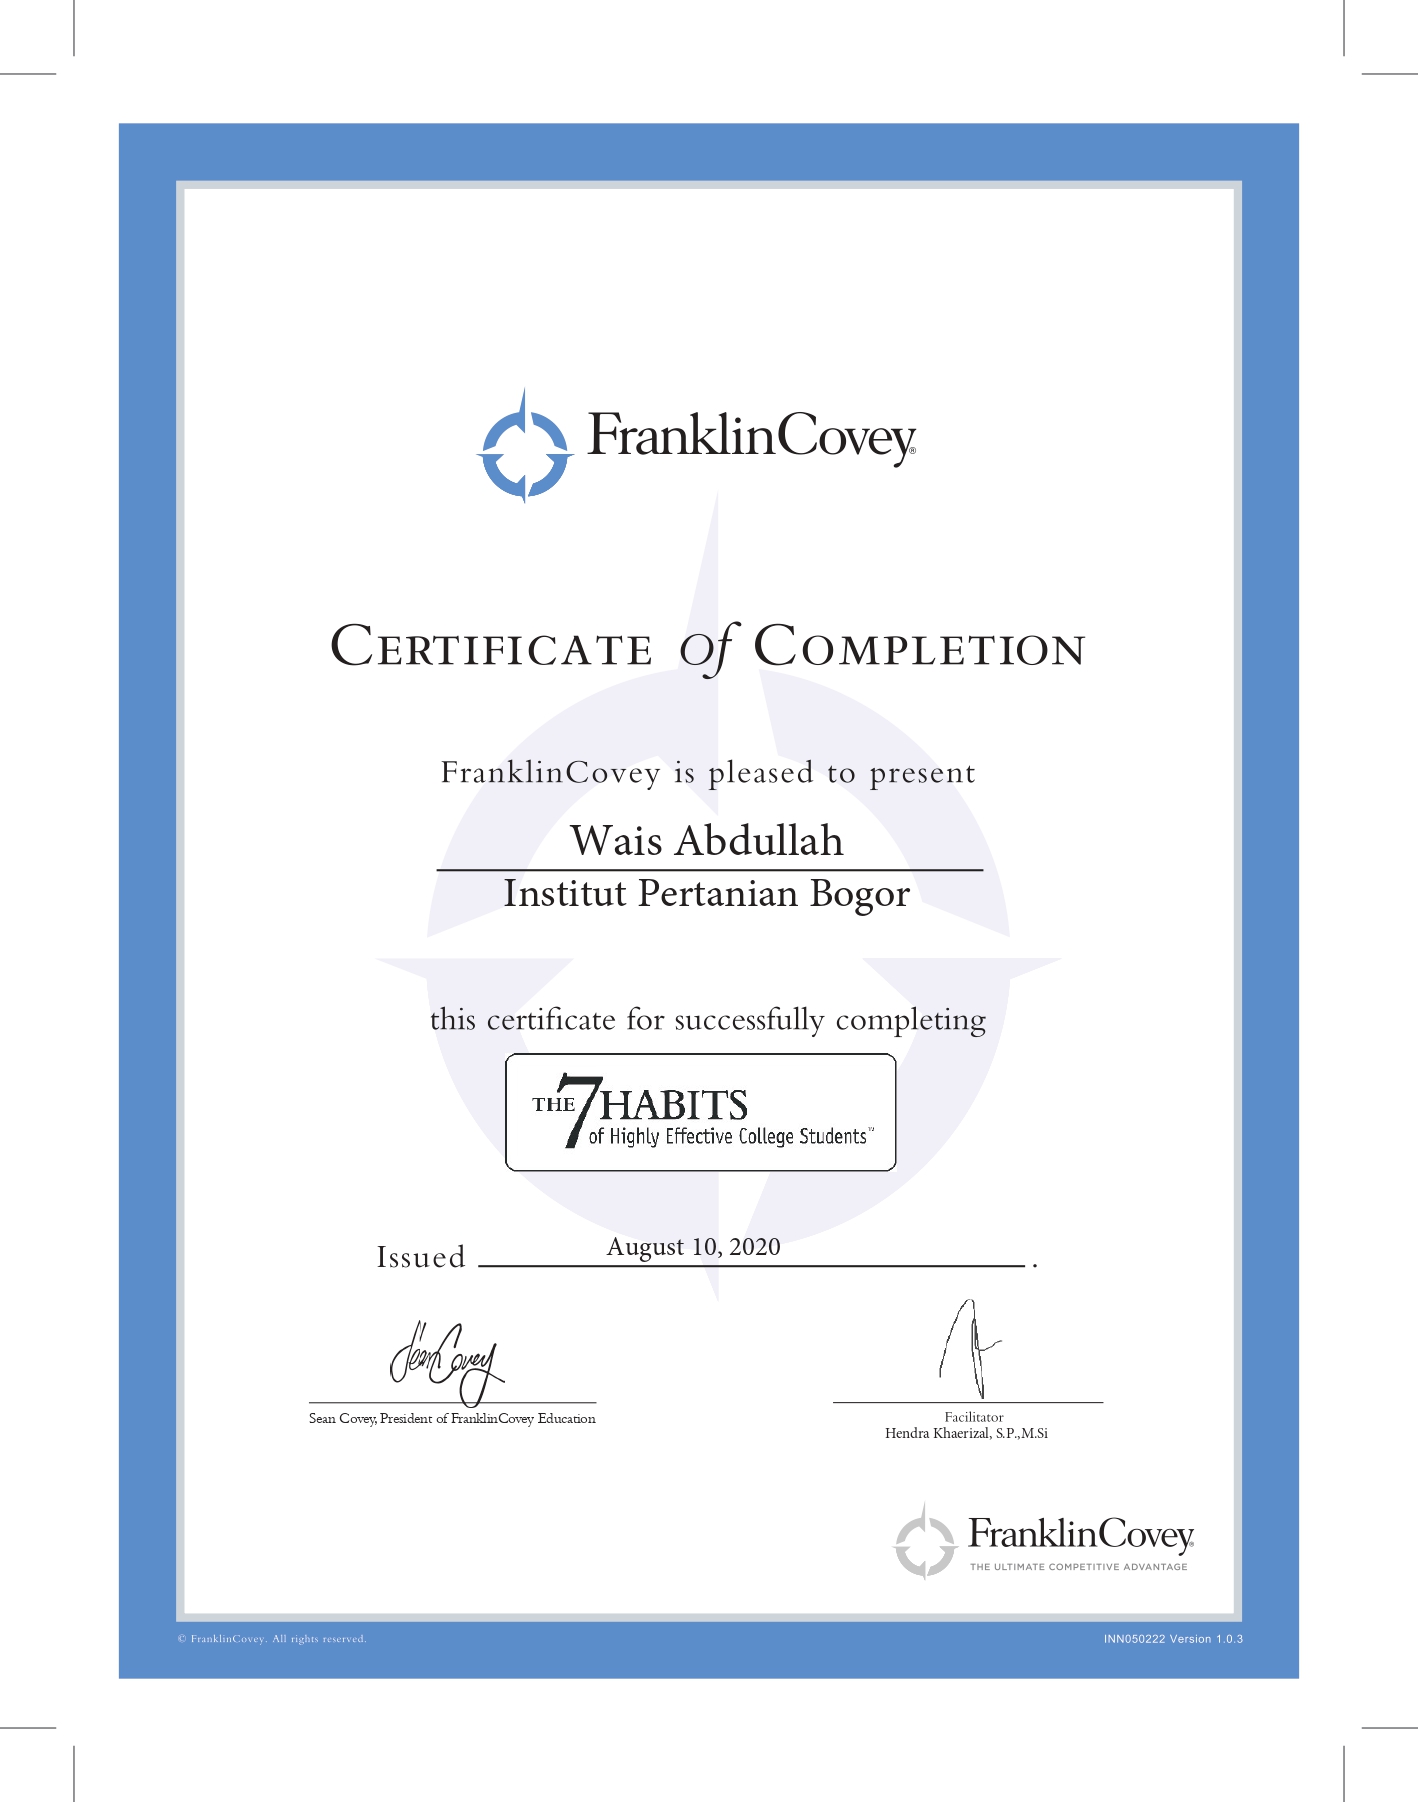 FranklinCovey®
CERTIFICATE of COMPLETION
FranklinCovey is pleased to present
Wais Abdullah
Institut Pertanian Bogor
this certificate for successfully completing
THE 7 HABITS
of Highly Effective College Students™
Issued August 10, 2020 .
Sean Covey
Sean Covey, President of FranklinCovey Education
Facilitator
Hendra Khaerizal, S.P.,M.Si
FranklinCovey®
THE ULTIMATE COMPETITIVE ADVANTAGE
© FranklinCovey. All rights reserved.
INN050222 Version 1.0.3